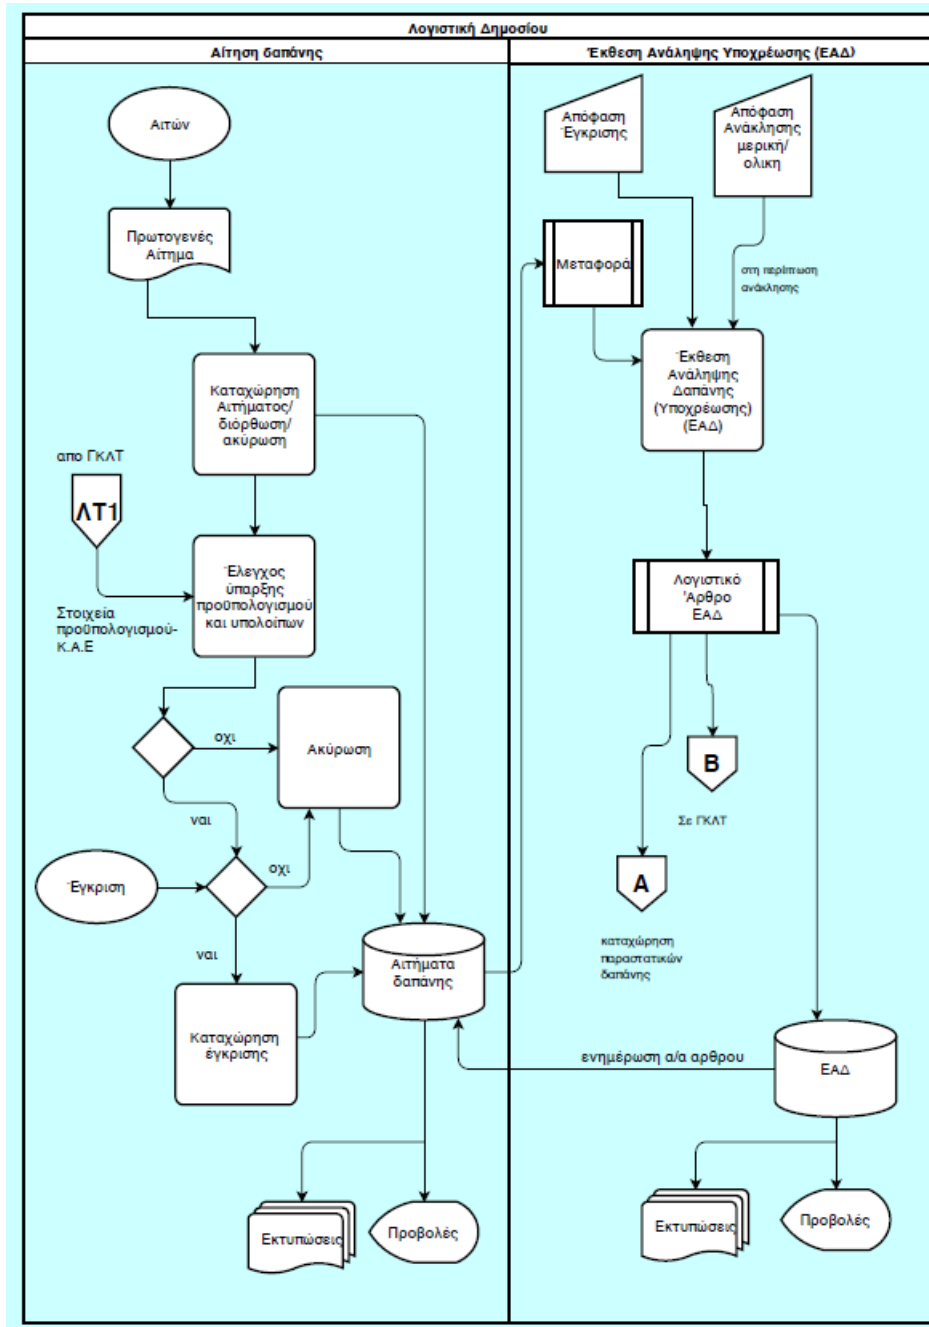 Λογιστική Δημοσίου
Αίτηση δαπάνης
Έκθεση Ανάληψης Υποχρέωσης (ΕΑΔ)
Αιτών
Πρωτογενές
Αίτημα
Καταχώρηση
Αιτήματος/
διόρθωση/
ακύρωση
απο ΓΚΛΤ
ΛΤ1
Στοιχεία
προϋπολογισμού-
Κ.Α.Ε
Έλεγχος
ύπαρξης
προϋπολογισμού
και υπολοίπων
οχι
Ακύρωση
ναι
Έγκριση
οχι
ναι
Καταχώρηση
έγκρισης
Αιτήματα
δαπάνης
Εκτυπώσεις
Προβολές
Απόφαση
Έγκρισης
Απόφαση
Ανάκλησης
μερική/
ολικη
Μεταφορά
στη περίπτωση
ανάκλησης
Έκθεση
Ανάληψης
Δαπάνης
(Υποχρέωσης)
(ΕΑΔ)
Λογιστικό
Άρθρο
ΕΑΔ
Β
Σε ΓΚΛΤ
Α
καταχώρηση
παραστατικών
δαπάνης
ενημέρωση α/α αρθρου
ΕΑΔ
Εκτυπώσεις
Προβολές